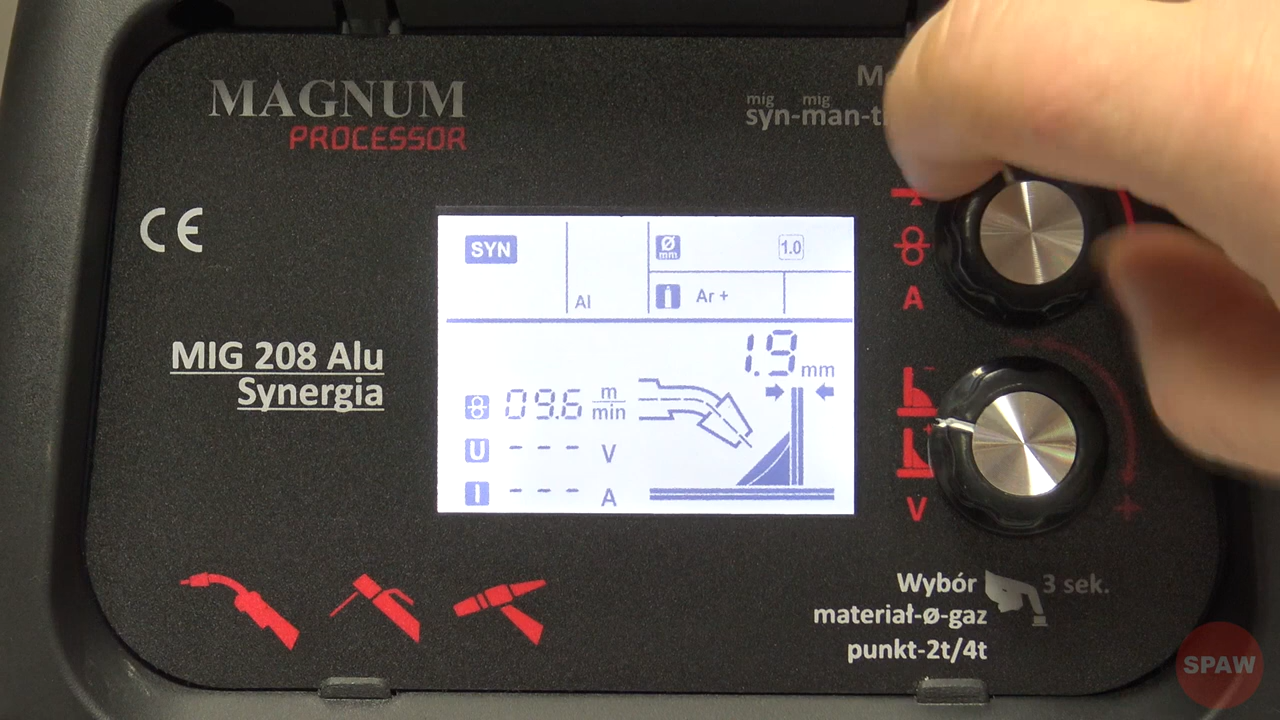 MAGNUM
PROCESSOR
mig mig
syn-man-t
CE
MIG 208 Alu
Synergia
SYN
Al
Ø mm 1.0
Ar +
1.9 mm
09.6 m/min
U - - - V
I - - - A
A
V
Wybór 3 sek.
materiał-ø-gaz
punkt-2t/4t
SPAW